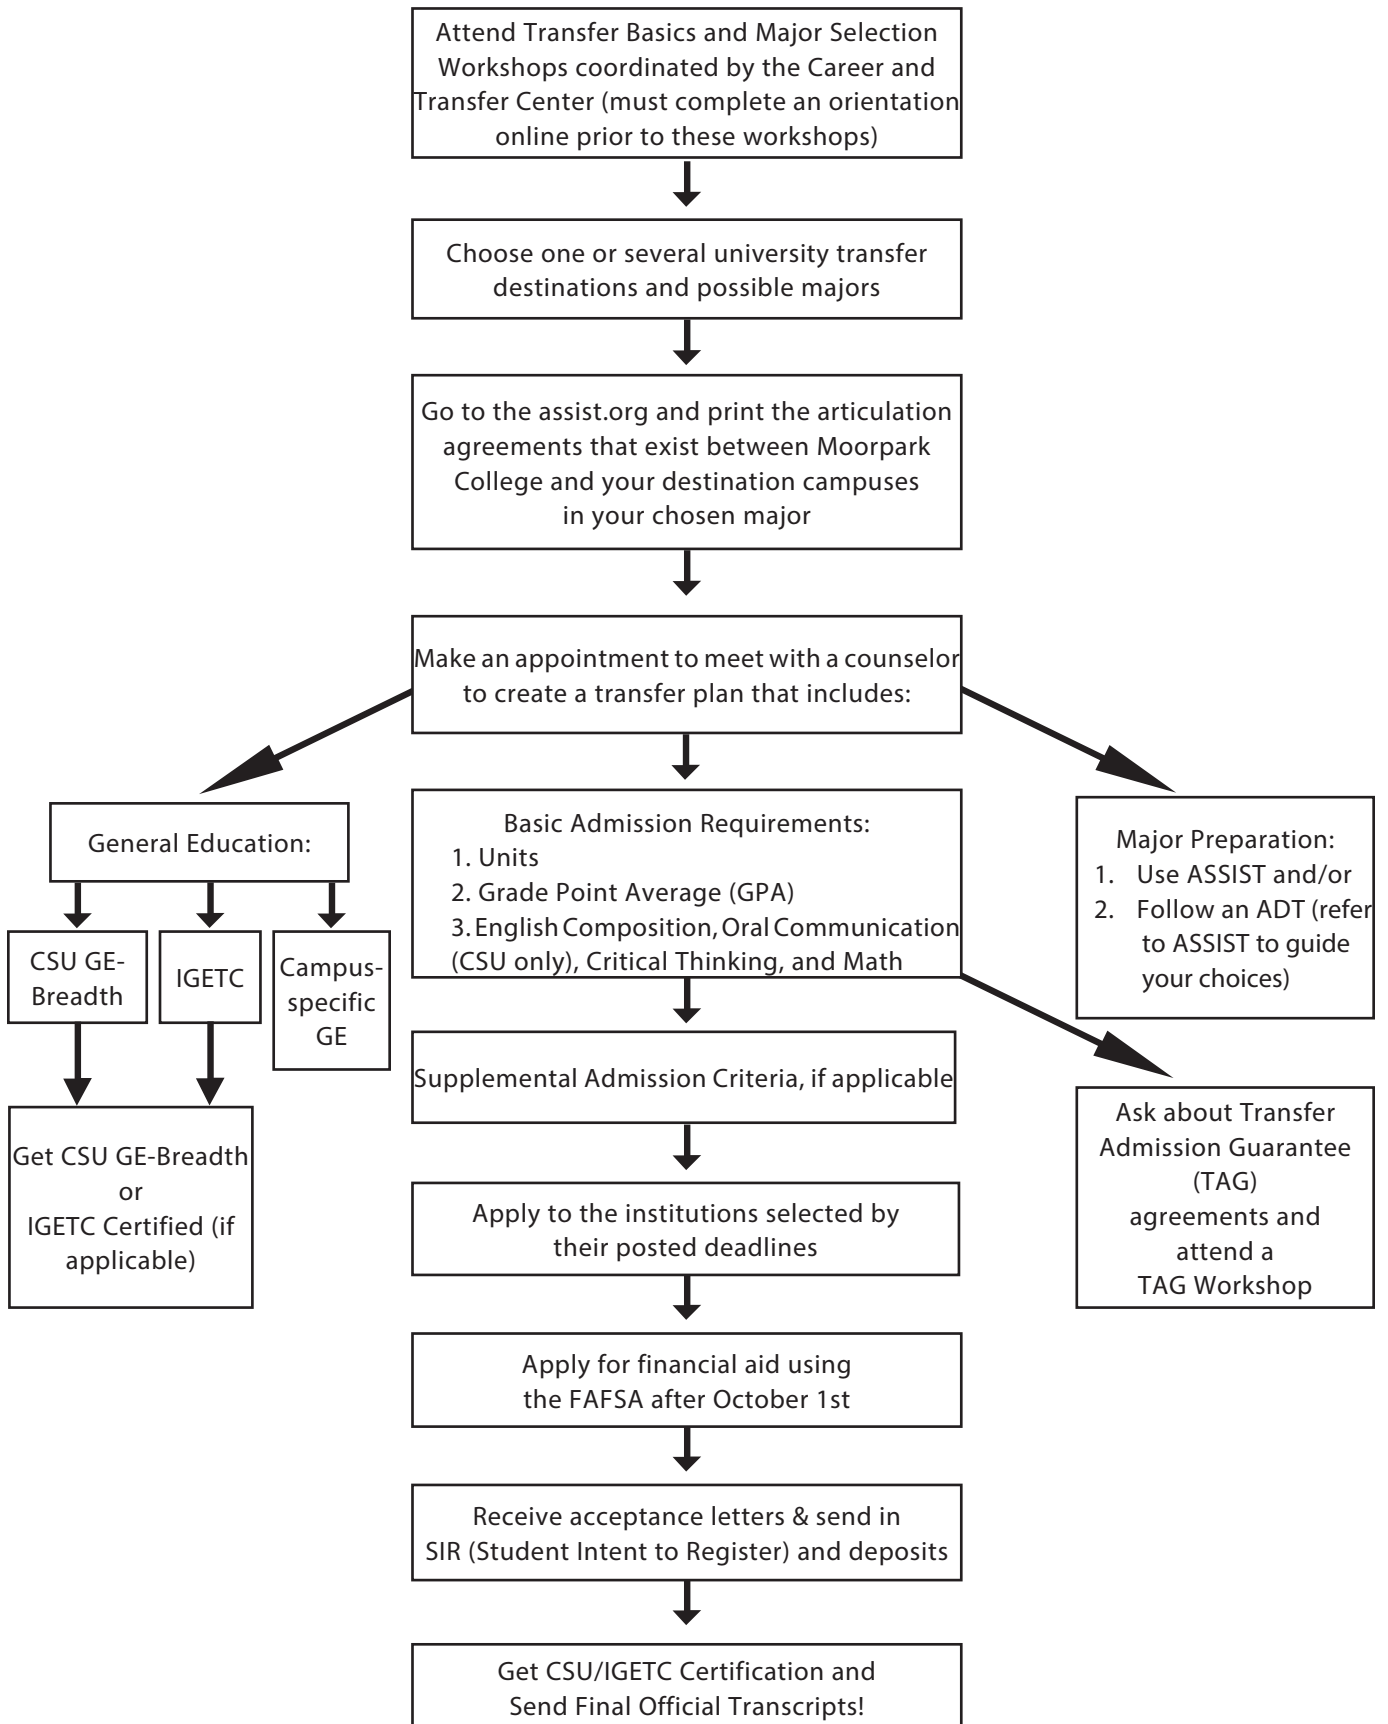 Attend Transfer Basics and Major Selection
Workshops coordinated by the Career and
Transfer Center (must complete an orientation
online prior to these workshops)
Choose one or several university transfer
destinations and possible majors
Go to the assist.org and print the articulation
agreements that exist between Moorpark
College and your destination campuses
in your chosen major
Make an appointment to meet with a counselor
to create a transfer plan that includes:
General Education:
CSU GE-
Breadth
IGETC
Campus-
specific
GE
Get CSU GE-Breadth
or
IGETC Certified (if
applicable)
Basic Admission Requirements:
1. Units
2. Grade Point Average (GPA)
3. English Composition, Oral Communication
(CSU only), Critical Thinking, and Math
Major Preparation:
1. Use ASSIST and/or
2. Follow an ADT (refer
to ASSIST to guide
your choices)
Supplemental Admission Criteria, if applicable
Ask about Transfer
Admission Guarantee
(TAG)
agreements and
attend a
TAG Workshop
Apply to the institutions selected by
their posted deadlines
Apply for financial aid using
the FAFSA after October 1st
Receive acceptance letters & send in
SIR (Student Intent to Register) and deposits
Get CSU/IGETC Certification and
Send Final Official Transcripts!